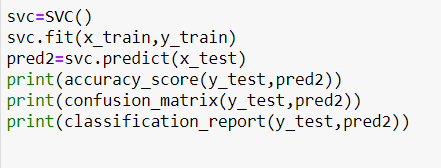 svc=SVC()
svc.fit(x_train,y_train)
pred2=svc.predict(x_test)
print(accuracy_score(y_test,pred2))
print(confusion_matrix(y_test,pred2))
print(classification_report(y_test,pred2))